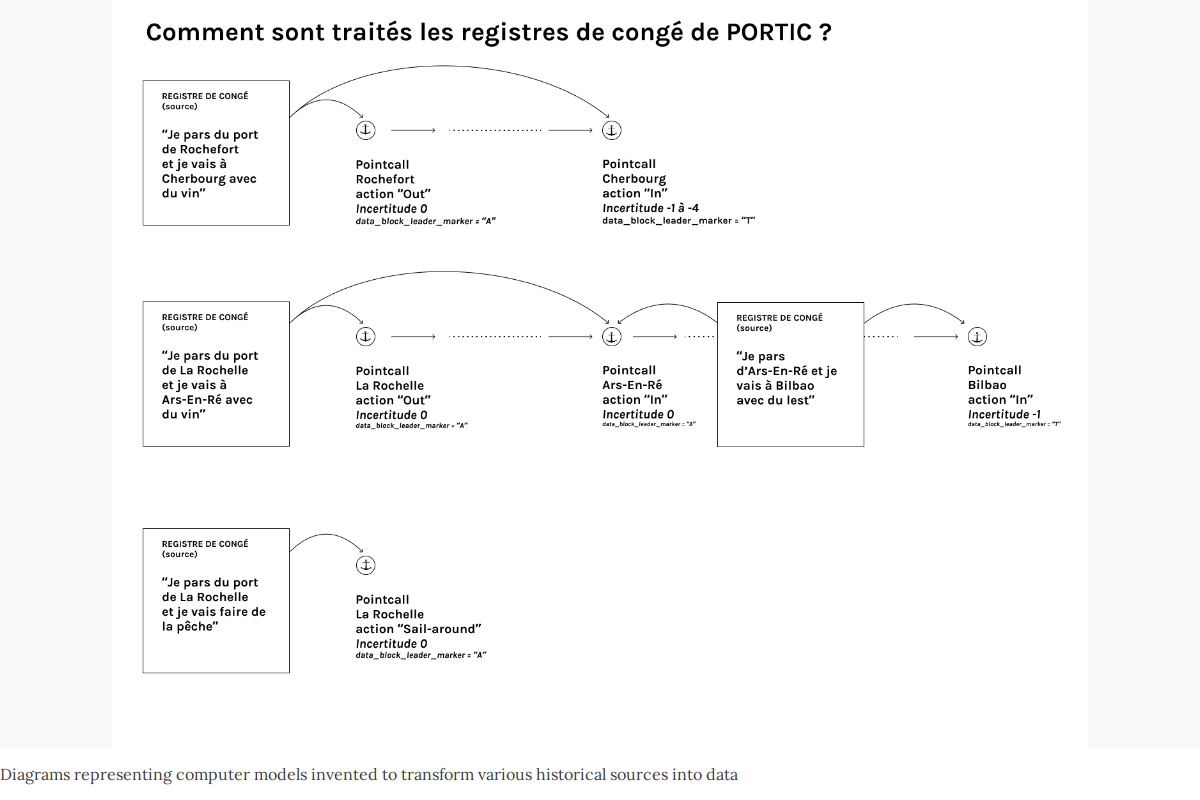 Comment sont traités les registres de congé de PORTIC ?
REGISTRE DE CONGÉ
(source)
“Je pars du port
de Rochefort
et je vais à
Cherbourg avec
du vin”
Pointcall
Rochefort
action “Out”
Incertitude 0
data_block_leader_marker = “A”
Pointcall
Cherbourg
action “In”
Incertitude -1 à -4
data_block_leader_marker = “T”
REGISTRE DE CONGÉ
(source)
“Je pars du port
de La Rochelle
et je vais à
Ars-En-Ré avec
du vin”
Pointcall
La Rochelle
action “Out”
Incertitude 0
data_block_leader_marker = “A”
Pointcall
Ars-En-Ré
action “In”
Incertitude 0
data_block_leader_marker = “A”
REGISTRE DE CONGÉ
(source)
“Je pars
d’Ars-En-Ré et je
vais à Bilbao
avec du lest”
Pointcall
Bilbao
action “In”
Incertitude -1
data_block_leader_marker = “T”
REGISTRE DE CONGÉ
(source)
“Je pars du port
de La Rochelle
et je vais faire de
la pêche”
Pointcall
La Rochelle
action “Sail-around”
Incertitude 0
data_block_leader_marker = “A”
Diagrams representing computer models invented to transform various historical sources into data